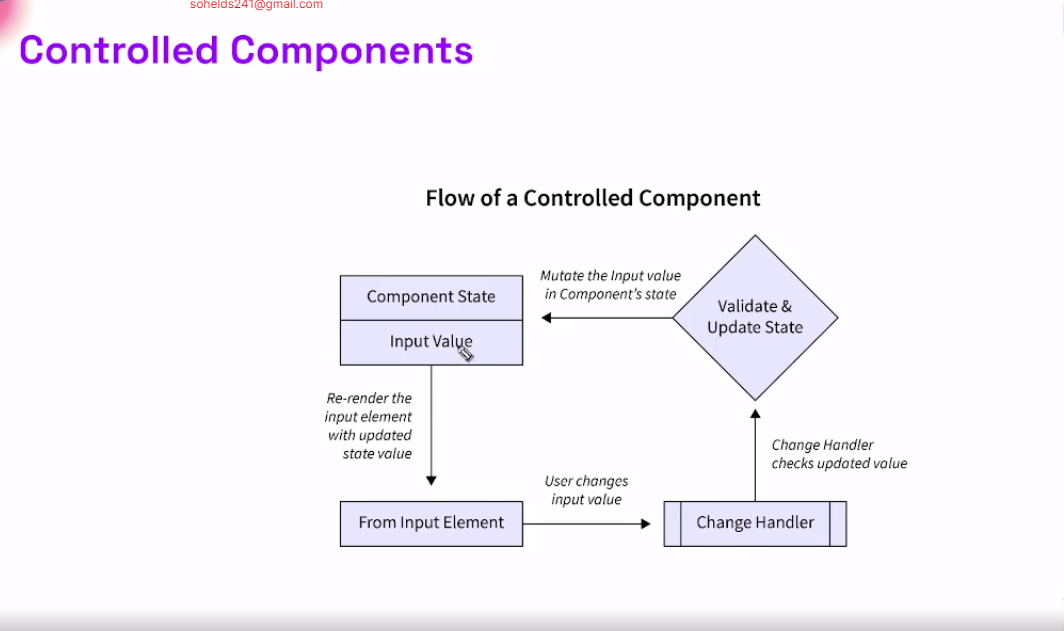 sohelds241@gmail.com
Controlled Components
Flow of a Controlled Component
Component State
Input Value
Mutate the Input value
in Component's state
Validate &
Update State
Re-render the
input element
with updated
state value
User changes
input value
Change Handler
checks updated value
From Input Element
Change Handler